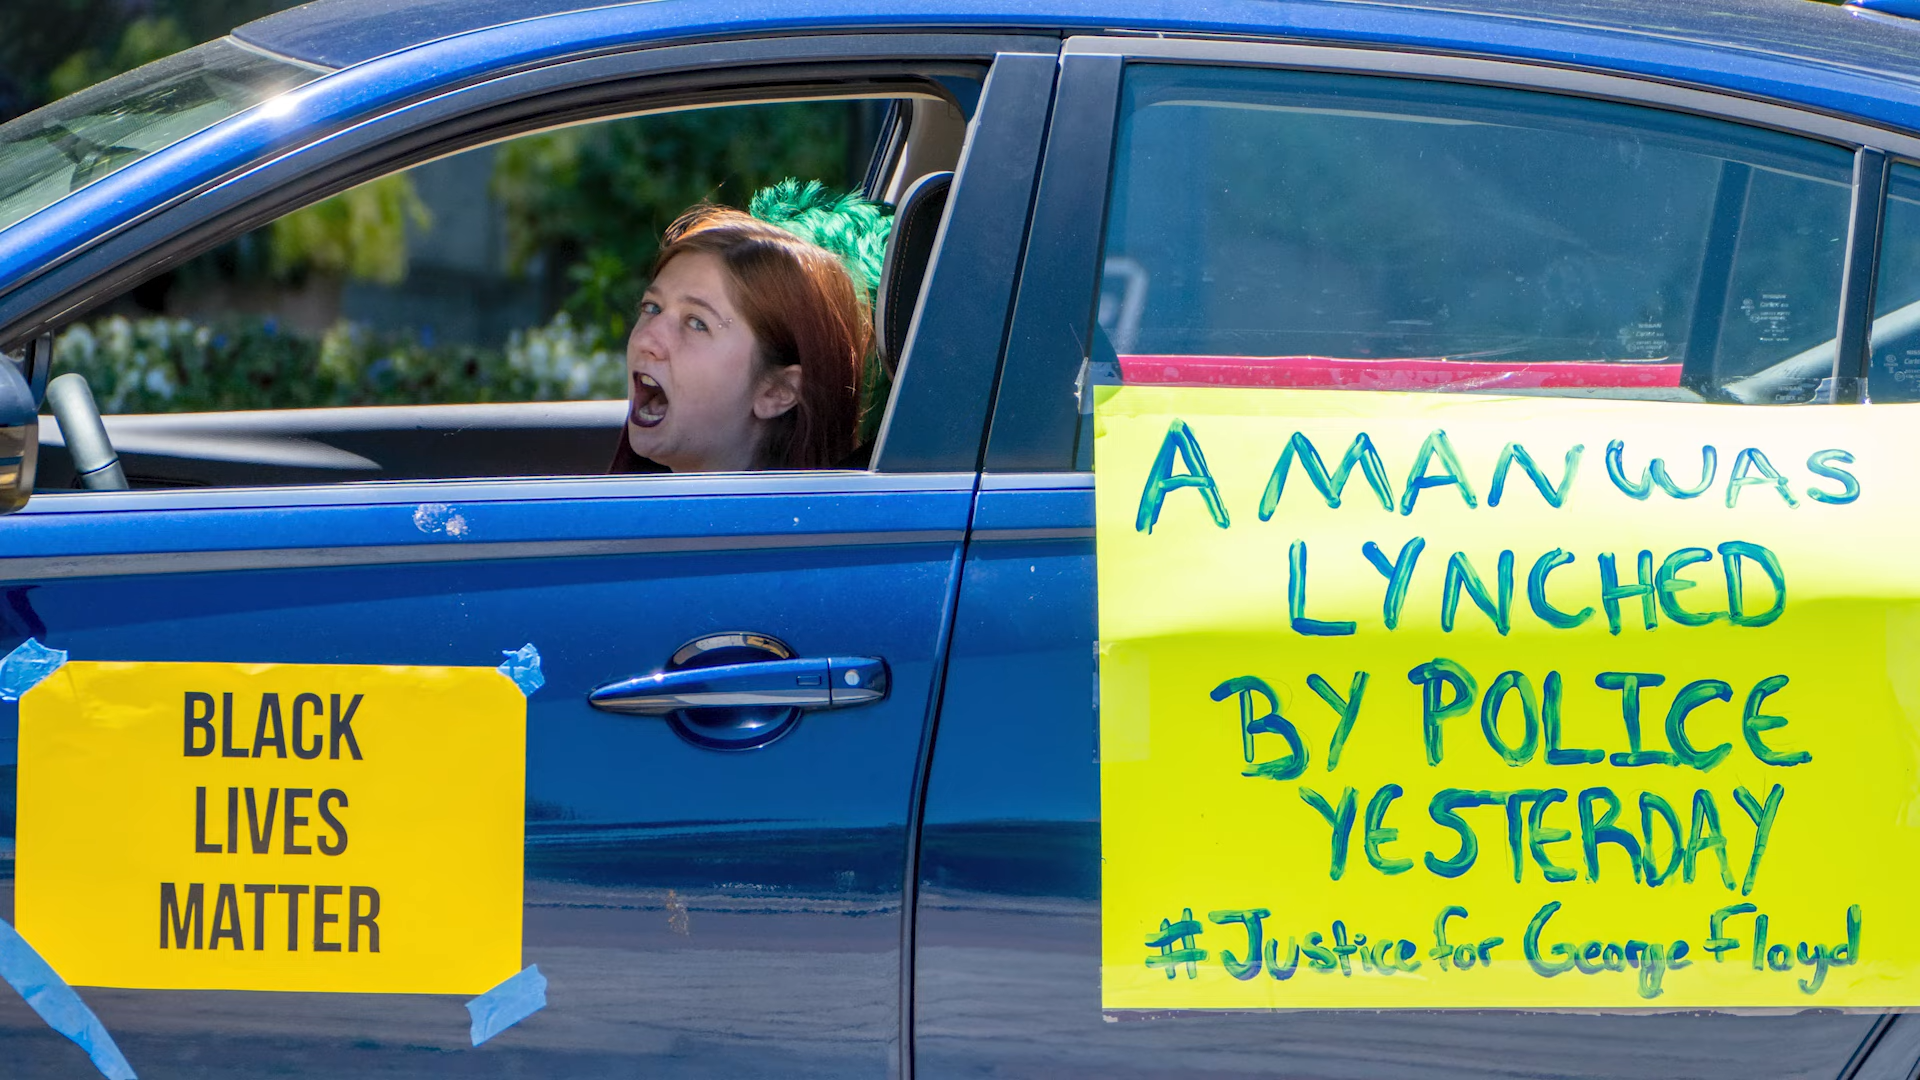 BLACK
LIVES
MATTER
A MAN WAS
LYNCHED
BY POLICE
YESTERDAY
#Justice for George Floyd